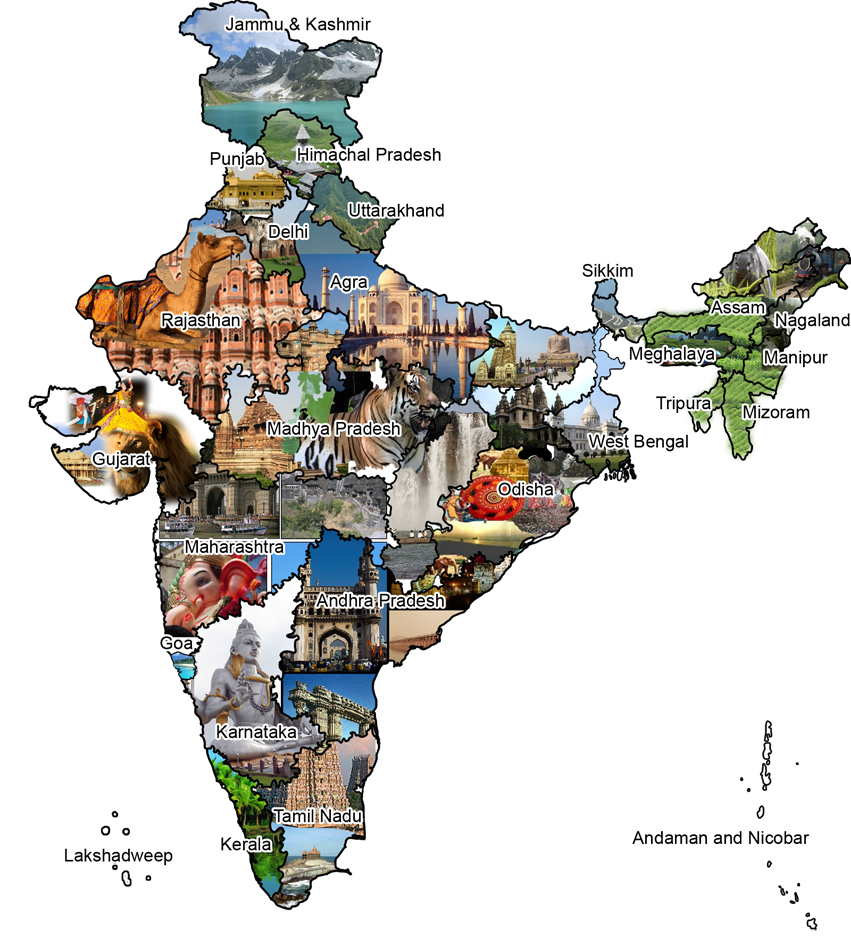 Jammu & Kashmir
Punjab
Himachal Pradesh
Uttarakhand
Delhi
Agra
Sikkim
Rajasthan
Assam
Nagaland
Meghalaya
Manipur
Tripura
Mizoram
Madhya Pradesh
West Bengal
Gujarat
Odisha
Maharashtra
Andhra Pradesh
Goa
Karnataka
Tamil Nadu
Kerala
Lakshadweep
Andaman and Nicobar